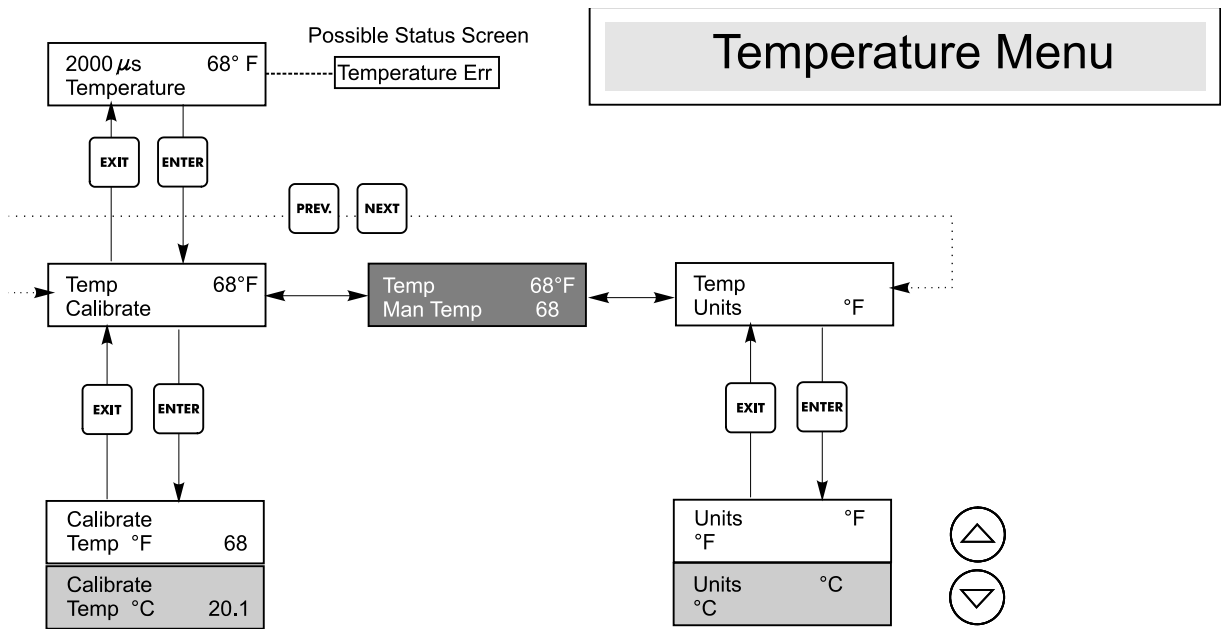 Temperature Menu
Possible Status Screen
2000 μs 68° F
Temperature
Temperature Err
EXIT
ENTER
PREV.
NEXT
Temp 68°F
Calibrate
Temp 68°F
Man Temp 68
Temp
Units °F
EXIT
ENTER
EXIT
ENTER
Calibrate
Temp °F 68
Calibrate
Temp °C 20.1
Units °F
°F
Units °C
°C